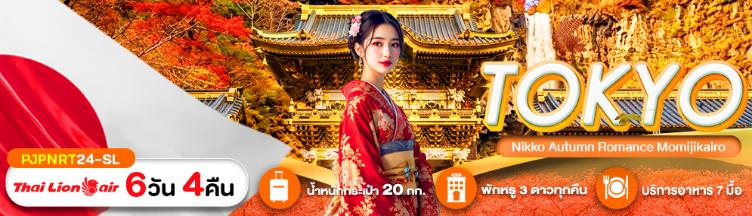 TOKYO
Nikko Autumn Romance Momijikairo
PJPNRT24-SL
Thai Lion air 6วัน 4คืน
น้ำหนักกระเป๋า 20 กก.
พักหรู 3 ดาวทุกคืน
บริการอาหาร 7 มื้อ